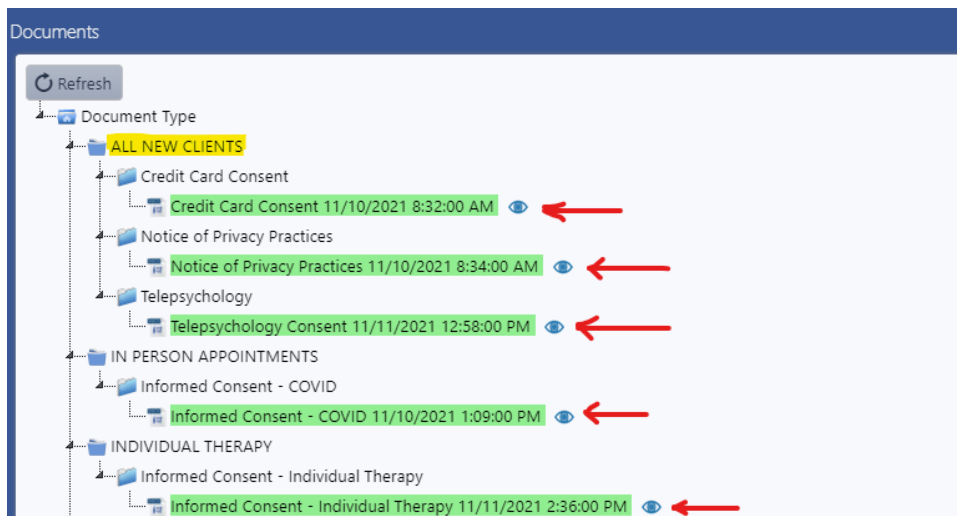 Documents
Refresh
Document Type
ALL NEW CLIENTS
Credit Card Consent
Credit Card Consent 11/10/2021 8:32:00 AM
Notice of Privacy Practices
Notice of Privacy Practices 11/10/2021 8:34:00 AM
Telepsychology
Telepsychology Consent 11/11/2021 12:58:00 PM
IN PERSON APPOINTMENTS
Informed Consent - COVID
Informed Consent - COVID 11/10/2021 1:09:00 PM
INDIVIDUAL THERAPY
Informed Consent - Individual Therapy
Informed Consent - Individual Therapy 11/11/2021 2:36:00 PM